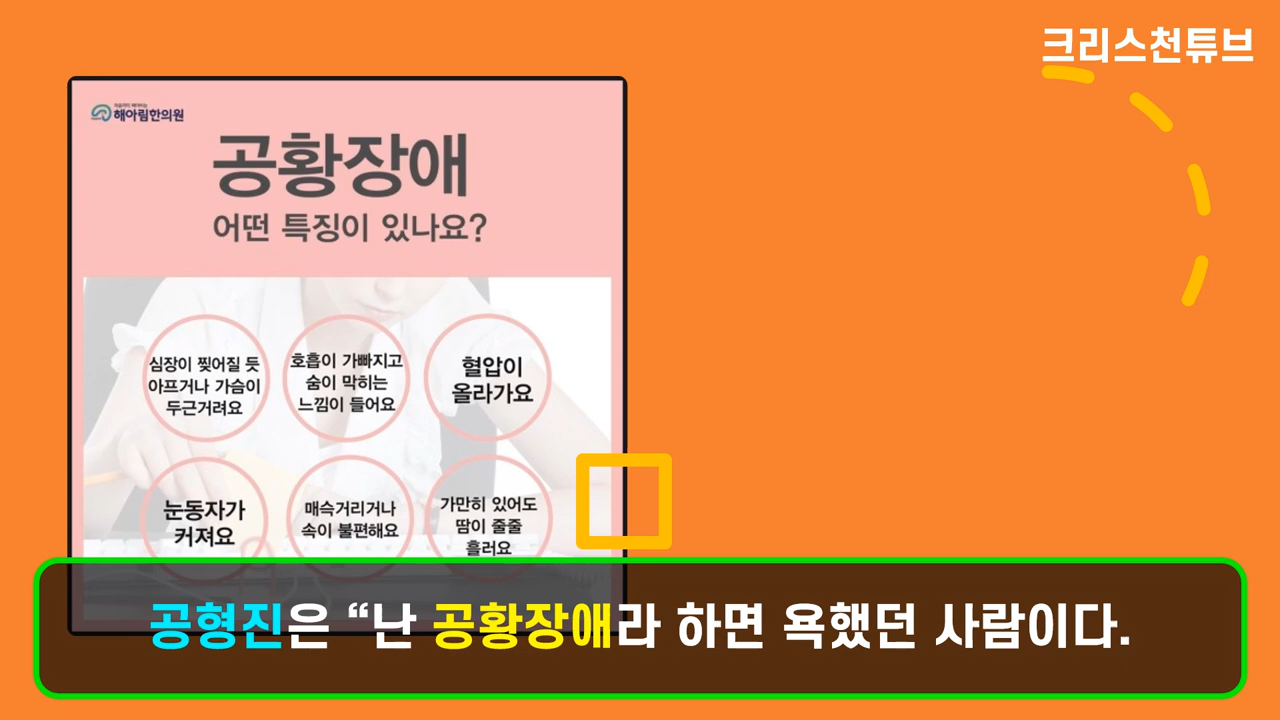 크리스천튜브
해아림한의원
공황장애
어떤 특징이 있나요?
심장이 찢어질 듯
아프거나 가슴이
두근거려요
호흡이 가빠지고
숨이 막히는
느낌이 들어요
혈압이
올라가요
눈동자가
커져요
매슥거리거나
속이 불편해요
가만히 있어도
땀이 줄줄
흘러요
공형진은 “난 공황장애라 하면 욕했던 사람이다.